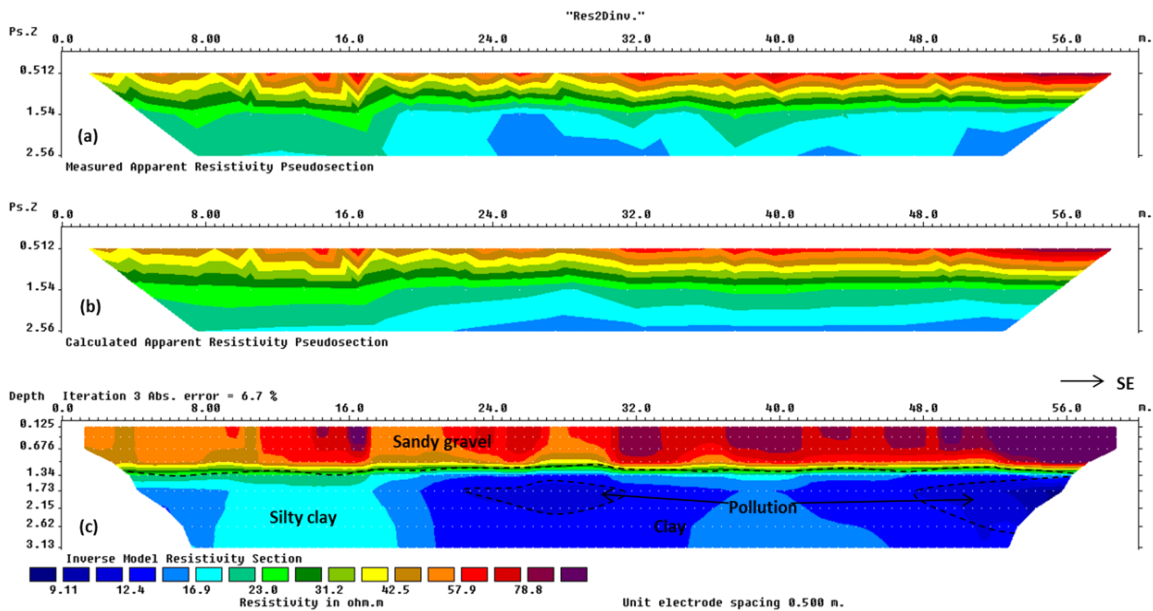 "Res2Dinv."
Ps.Z 0.0 8.00 16.0 24.0 32.0 40.0 48.0 56.0 m.
0.512
1.54
(a)
2.56
Measured Apparent Resistivity Pseudosection
Ps.Z 0.0 8.00 16.0 24.0 32.0 40.0 48.0 56.0 m.
0.512
1.54
(b)
2.56
Calculated Apparent Resistivity Pseudosection
SE
Depth Iteration 3 Abs. error = 6.7 %
0.0 8.00 16.0 24.0 32.0 40.0 48.0 56.0 m.
0.125
0.676 Sandy gravel
1.34
1.73
2.15 Silty clay Pollution
2.62 (c) Clay
3.13
Inverse Model Resistivity Section
9.11 12.4 16.9 23.0 31.2 42.5 57.9 78.8
Resistivity in ohm.m Unit electrode spacing 0.500 m.